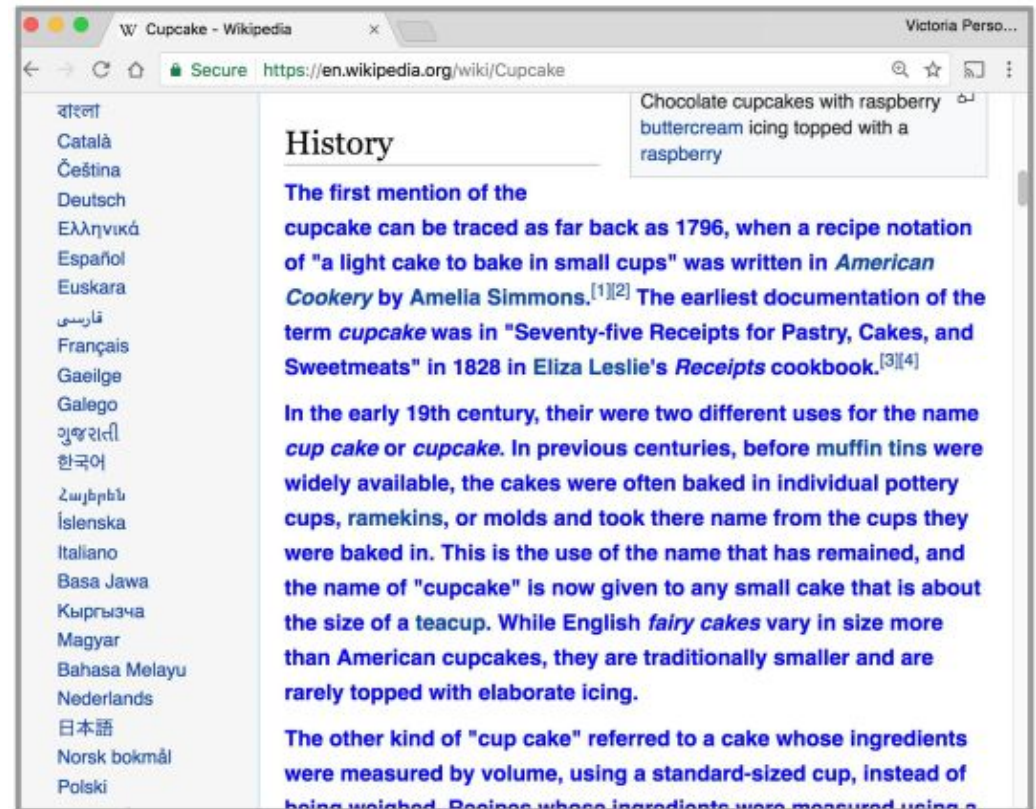 W Cupcake - Wikipedia ×
Victoria Perso...
Secure https://en.wikipedia.org/wiki/Cupcake
বাংলা
Català
Čeština
Deutsch
Ελληνικά
Español
Euskara
فارسی
Français
Gaeilge
Galego
ગુજરાતી
한국어
Հայերեն
Íslenska
Italiano
Basa Jawa
Кыргызча
Magyar
Bahasa Melayu
Nederlands
日本語
Norsk bokmål
Polski
Chocolate cupcakes with raspberry
buttercream icing topped with a
raspberry
History
The first mention of the
cupcake can be traced as far back as 1796, when a recipe notation
of "a light cake to bake in small cups" was written in American
Cookery by Amelia Simmons.[1][2] The earliest documentation of the
term cupcake was in "Seventy-five Receipts for Pastry, Cakes, and
Sweetmeats" in 1828 in Eliza Leslie's Receipts cookbook.[3][4]
In the early 19th century, their were two different uses for the name
cup cake or cupcake. In previous centuries, before muffin tins were
widely available, the cakes were often baked in individual pottery
cups, ramekins, or molds and took there name from the cups they
were baked in. This is the use of the name that has remained, and
the name of "cupcake" is now given to any small cake that is about
the size of a teacup. While English fairy cakes vary in size more
than American cupcakes, they are traditionally smaller and are
rarely topped with elaborate icing.
The other kind of "cup cake" referred to a cake whose ingredients
were measured by volume, using a standard-sized cup, instead of
being weighed. Recipes whose ingredients were measured using a